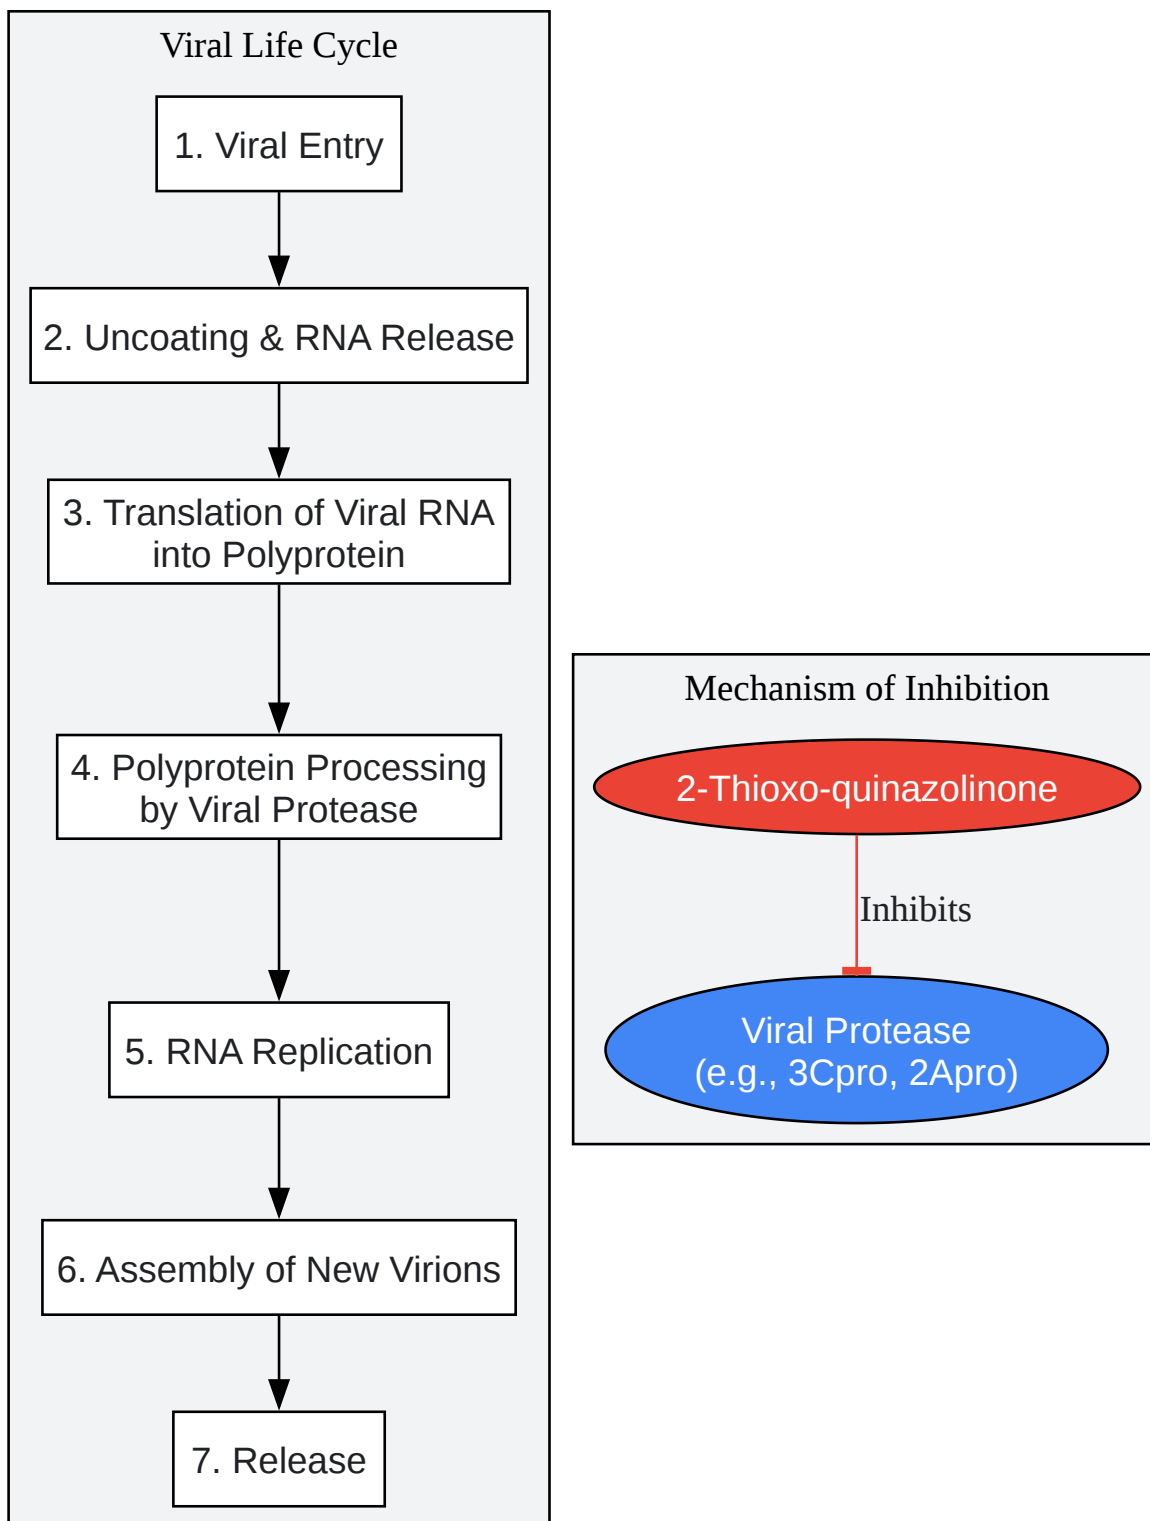 Viral Life Cycle
1. Viral Entry
2. Uncoating & RNA Release
3. Translation of Viral RNA
into Polyprotein
4. Polyprotein Processing
by Viral Protease
5. RNA Replication
6. Assembly of New Virions
7. Release
Mechanism of Inhibition
2-Thioxo-quinazolinone
Inhibits
Viral Protease
(e.g., 3Cpro, 2Apro)